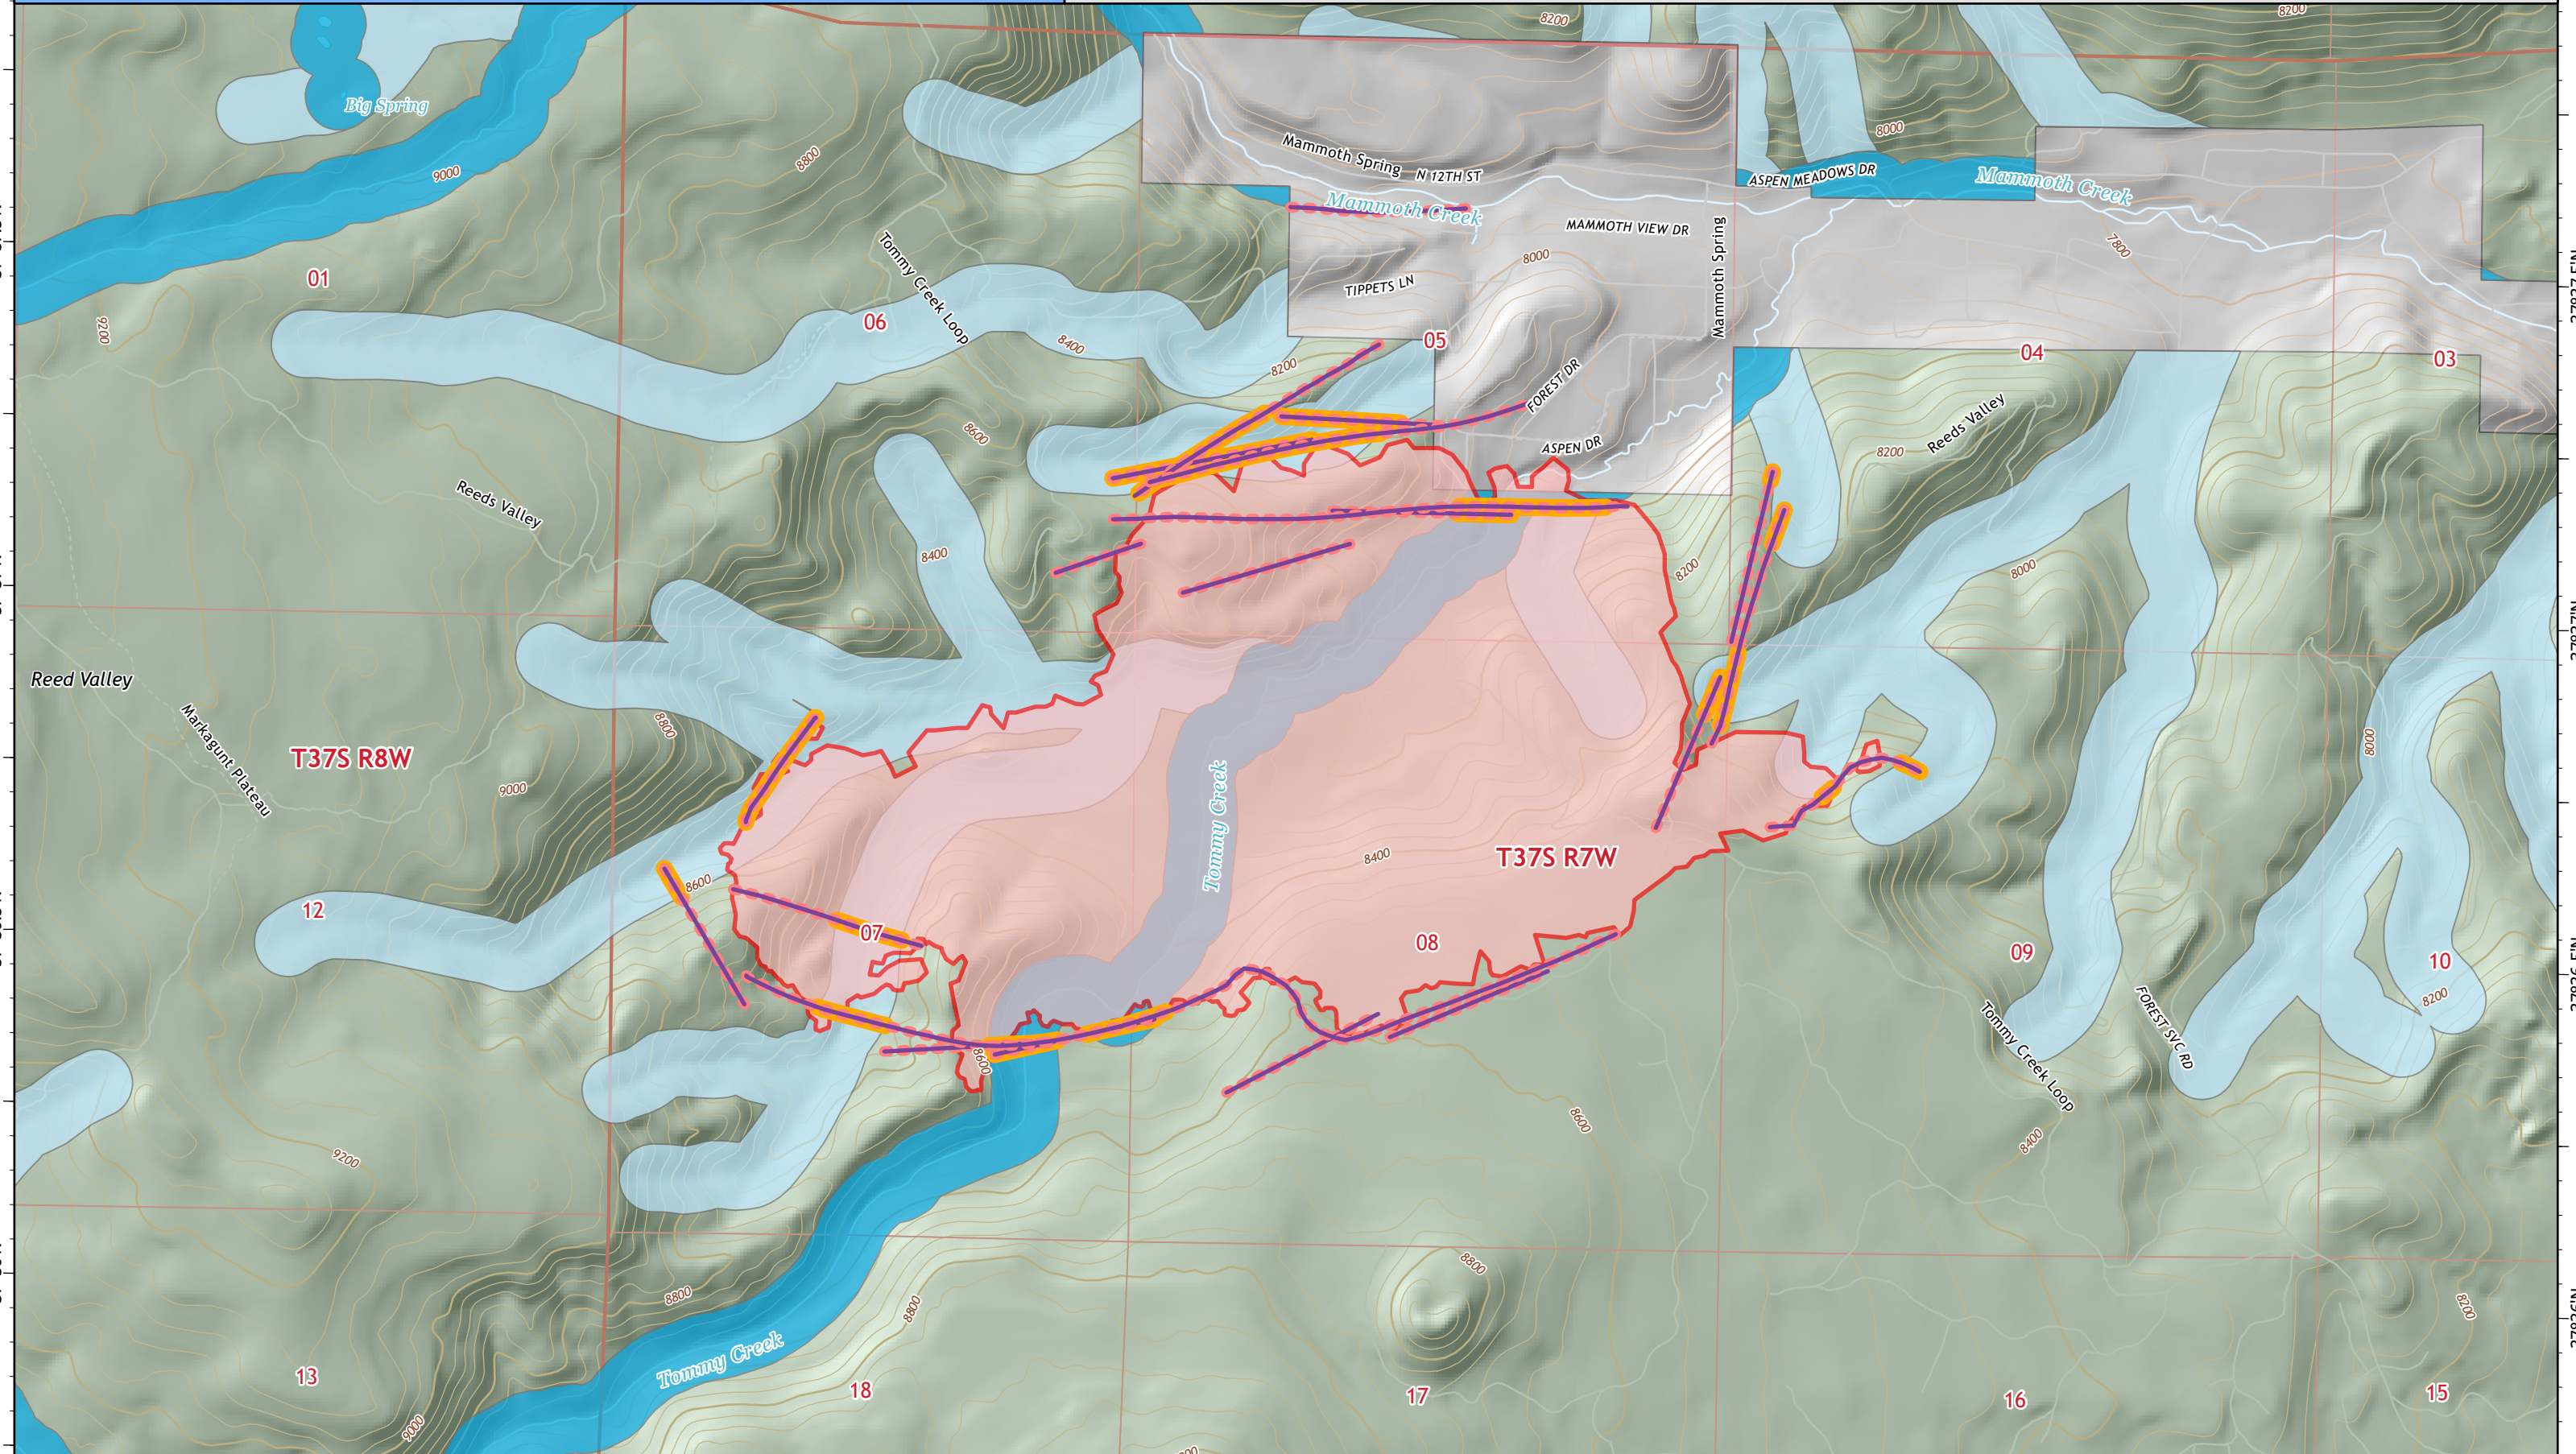 8200
8200
Big Spring
8000
Mammoth Spring
N 12TH ST
8800
9000
ASPEN MEADOWS DR
Mammoth Creek
Mammoth Creek
MAMMOTH VIEW DR
Mammoth Spring
7800
8000
01
Tommy Creek Loop
TIPPETS LN
06
9200
8400
05
04
03
8200
FOREST DR
Reeds Valley
8600
ASPEN DR
8200
Reeds Valley
8400
8200
8000
Reed Valley
Markagunt Plateau
8800
8000
T37S R8W
9000
Tommy Creek
8400
T37S R7W
8600
12
07
08
09
10
8200
FOREST SVC RD
Tommy Creek Loop
8600
8600
8400
9200
8800
8800
8800
8200
Tommy Creek
13
18
17
16
15
9000